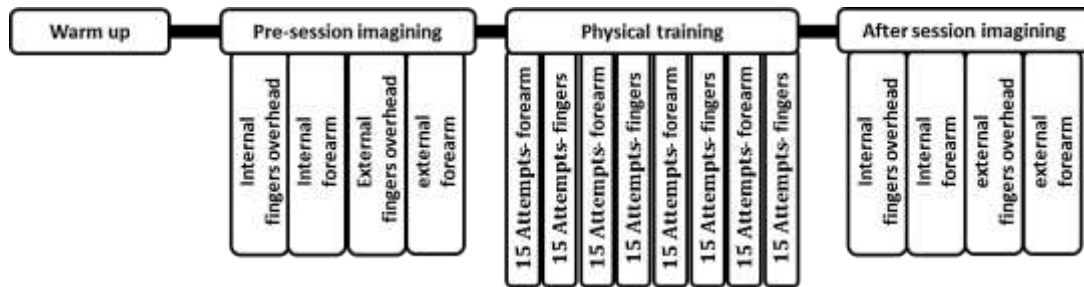 Warm up
Pre-session imagining
Physical training
After session imagining
Internal
fingers overhead
Internal
forearm
External
fingers overhead
external
forearm
15 Attempts- forearm
15 Attempts- fingers
15 Attempts- forearm
15 Attempts- fingers
15 Attempts- forearm
15 Attempts- fingers
15 Attempts- forearm
15 Attempts- fingers
Internal
fingers overhead
Internal
forearm
external
fingers overhead
external
forearm